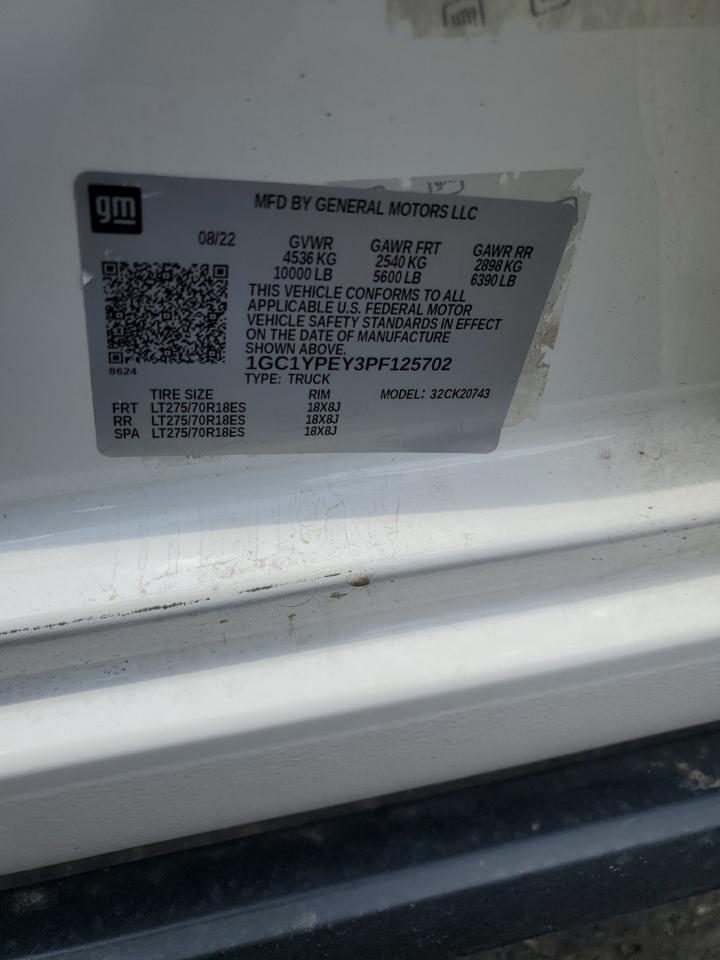 gm
MFD BY GENERAL MOTORS LLC
08/22 GVWR GAWR FRT GAWR RR
4536 KG 2540 KG 2898 KG
10000 LB 5600 LB 6390 LB
THIS VEHICLE CONFORMS TO ALL
APPLICABLE U.S. FEDERAL MOTOR
VEHICLE SAFETY STANDARDS IN EFFECT
ON THE DATE OF MANUFACTURE
SHOWN ABOVE.
8624
1GC1YPEY3PF125702
TYPE: TRUCK
TIRE SIZE RIM MODEL: 32CK20743
FRT LT275/70R18ES 18X8J
RR LT275/70R18ES 18X8J
SPA LT275/70R18ES 18X8J